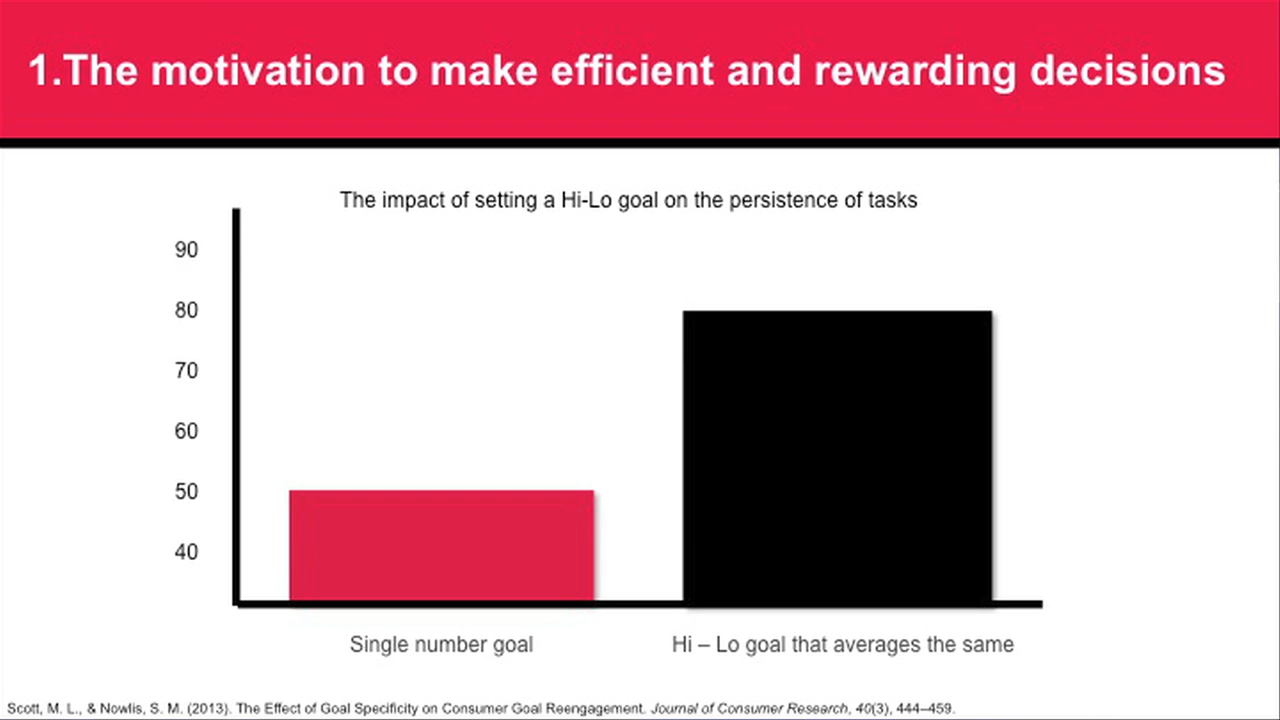 1.The motivation to make efficient and rewarding decisions
The impact of setting a Hi-Lo goal on the persistence of tasks
90
80
70
60
50
40
Single number goal
Hi – Lo goal that averages the same
Scott, M. L., & Nowlis, S. M. (2013). The Effect of Goal Specificity on Consumer Goal Reengagement. Journal of Consumer Research, 40(3), 444–459.